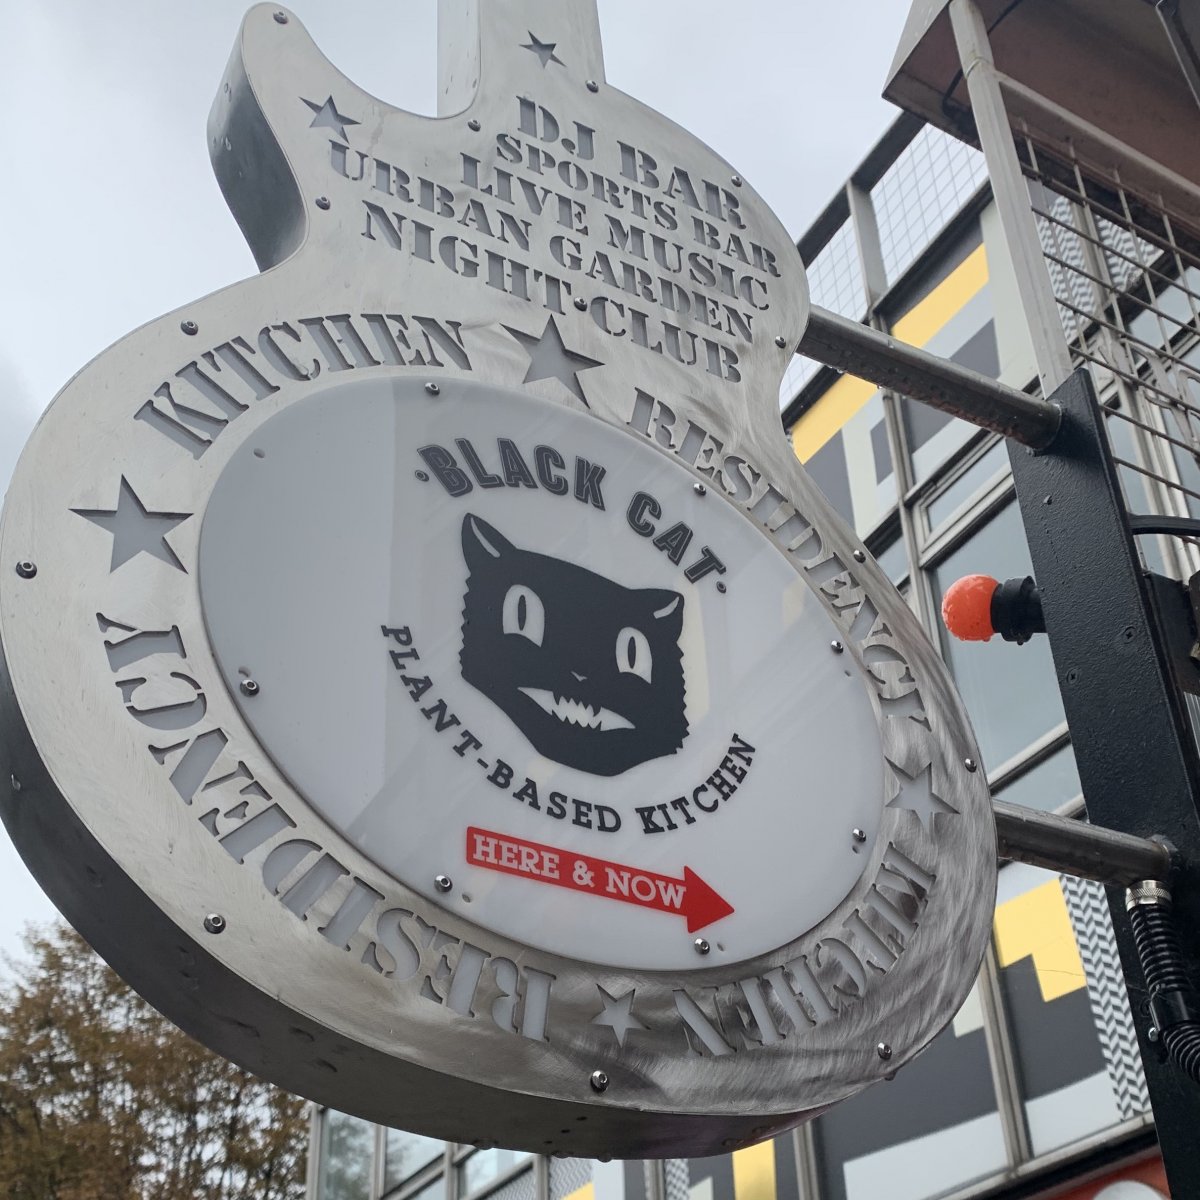 DJ BAR
SPORTS BAR
LIVE MUSIC
URBAN GARDEN
NIGHT-CLUB
KITCHEN ★ RESIDENCY ★ KITCHEN ★ RESIDENCY ★
·BLACK CAT·
PLANT-BASED KITCHEN
HERE & NOW